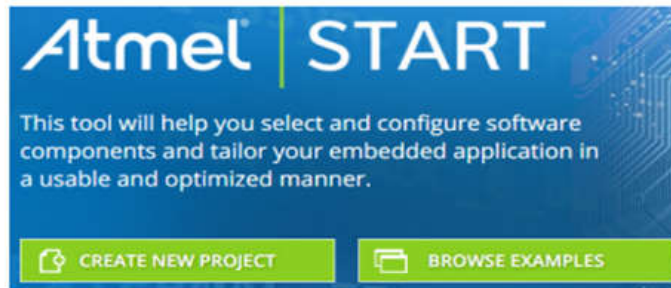 Atmel START
This tool will help you select and configure software
components and tailor your embedded application in
a usable and optimized manner.
CREATE NEW PROJECT BROWSE EXAMPLES